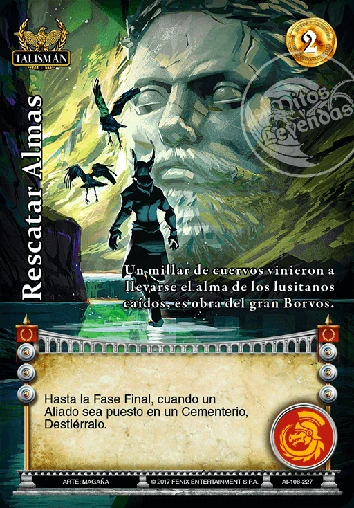 TALISMÁN
2
Mitos y
Leyendas
Rescatar Almas
Un millar de cuervos vinieron a
llevarse el alma de los lusitanos
caídos, es obra del gran Borvos.
Hasta la Fase Final, cuando un
Aliado sea puesto en un Cementerio,
Destiérralo.
ARTE: MAGAÑA
© 2017 FENIX ENTERTAINMENT S.P.A.